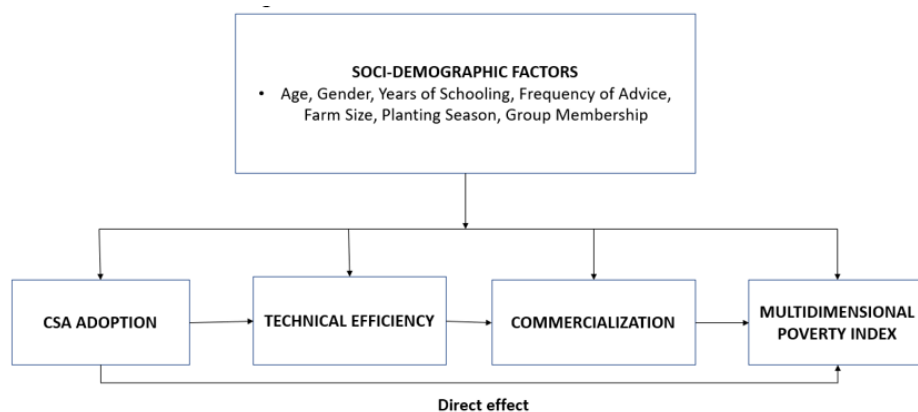 SOCI-DEMOGRAPHIC FACTORS
• Age, Gender, Years of Schooling, Frequency of Advice,
Farm Size, Planting Season, Group Membership
CSA ADOPTION
TECHNICAL EFFICIENCY
COMMERCIALIZATION
MULTIDIMENSIONAL
POVERTY INDEX
Direct effect